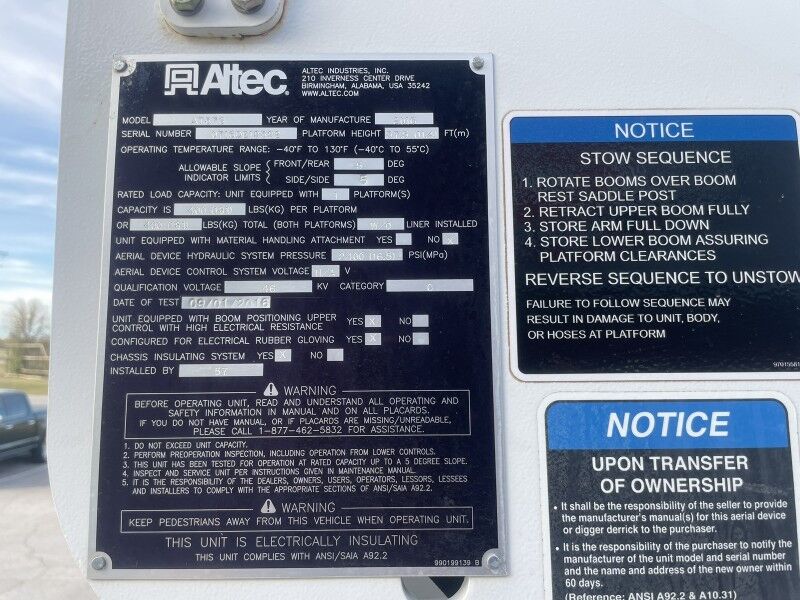 Altec.
ALTEC INDUSTRIES, INC.
210 INVERNESS CENTER DRIVE
BIRMINGHAM, ALABAMA, USA 35242
WWW.ALTEC.COM
MODEL YEAR OF MANUFACTURE
SERIAL NUMBER PLATFORM HEIGHT FT(m)
OPERATING TEMPERATURE RANGE: -40°F TO 130°F (-40°C TO 55°C)
ALLOWABLE SLOPE INDICATOR LIMITS
FRONT/REAR 5 DEG
SIDE/SIDE 5 DEG
RATED LOAD CAPACITY: UNIT EQUIPPED WITH PLATFORM(S)
CAPACITY IS LBS(KG) PER PLATFORM
OR LBS(KG) TOTAL (BOTH PLATFORMS) LINER INSTALLED
UNIT EQUIPPED WITH MATERIAL HANDLING ATTACHMENT YES NO X
AERIAL DEVICE HYDRAULIC SYSTEM PRESSURE PSI(MPa)
AERIAL DEVICE CONTROL SYSTEM VOLTAGE V
QUALIFICATION VOLTAGE 46 KV CATEGORY
DATE OF TEST 09/01/2016
UNIT EQUIPPED WITH BOOM POSITIONING UPPER YES X NO
CONTROL WITH HIGH ELECTRICAL RESISTANCE
CONFIGURED FOR ELECTRICAL RUBBER GLOVING YES X NO
CHASSIS INSULATING SYSTEM YES X NO
INSTALLED BY 57
WARNING
BEFORE OPERATING UNIT, READ AND UNDERSTAND ALL OPERATING AND
SAFETY INFORMATION IN MANUAL AND ON ALL PLACARDS.
IF YOU DO NOT HAVE MANUAL, OR IF PLACARDS ARE MISSING/UNREADABLE,
PLEASE CALL 1-877-462-5832 FOR ASSISTANCE.
1. DO NOT EXCEED UNIT CAPACITY.
2. PERFORM PREOPERATION INSPECTION, INCLUDING OPERATION FROM LOWER CONTROLS.
3. THIS UNIT HAS BEEN TESTED FOR OPERATION AT RATED CAPACITY UP TO A 5 DEGREE SLOPE.
4. INSPECT AND SERVICE UNIT PER INSTRUCTIONS GIVEN IN MAINTENANCE MANUAL.
5. IT IS THE RESPONSIBILITY OF THE DEALERS, OWNERS, USERS, OPERATORS, LESSORS, LESSEES
AND INSTALLERS TO COMPLY WITH THE APPROPRIATE SECTIONS OF ANSI/SAIA A92.2.
WARNING
KEEP PEDESTRIANS AWAY FROM THIS VEHICLE WHEN OPERATING UNIT.
THIS UNIT IS ELECTRICALLY INSULATING
THIS UNIT COMPLIES WITH ANSI/SAIA A92.2
990199139 B
NOTICE
STOW SEQUENCE
1. ROTATE BOOMS OVER BOOM
REST SADDLE POST
2. RETRACT UPPER BOOM FULLY
3. STORE ARM FULL DOWN
4. STORE LOWER BOOM ASSURING
PLATFORM CLEARANCES
REVERSE SEQUENCE TO UNSTOW
FAILURE TO FOLLOW SEQUENCE MAY
RESULT IN DAMAGE TO UNIT, BODY,
OR HOSES AT PLATFORM
NOTICE
UPON TRANSFER
OF OWNERSHIP
• It shall be the responsibility of the seller to provide
the manufacturer's manual(s) for this aerial device
or digger derrick to the purchaser.
• It is the responsibility of the purchaser to notify the
manufacturer of the unit model and serial number
and the name and address of the new owner within
60 days.
(Reference: ANSI A92.2 & A10.31)